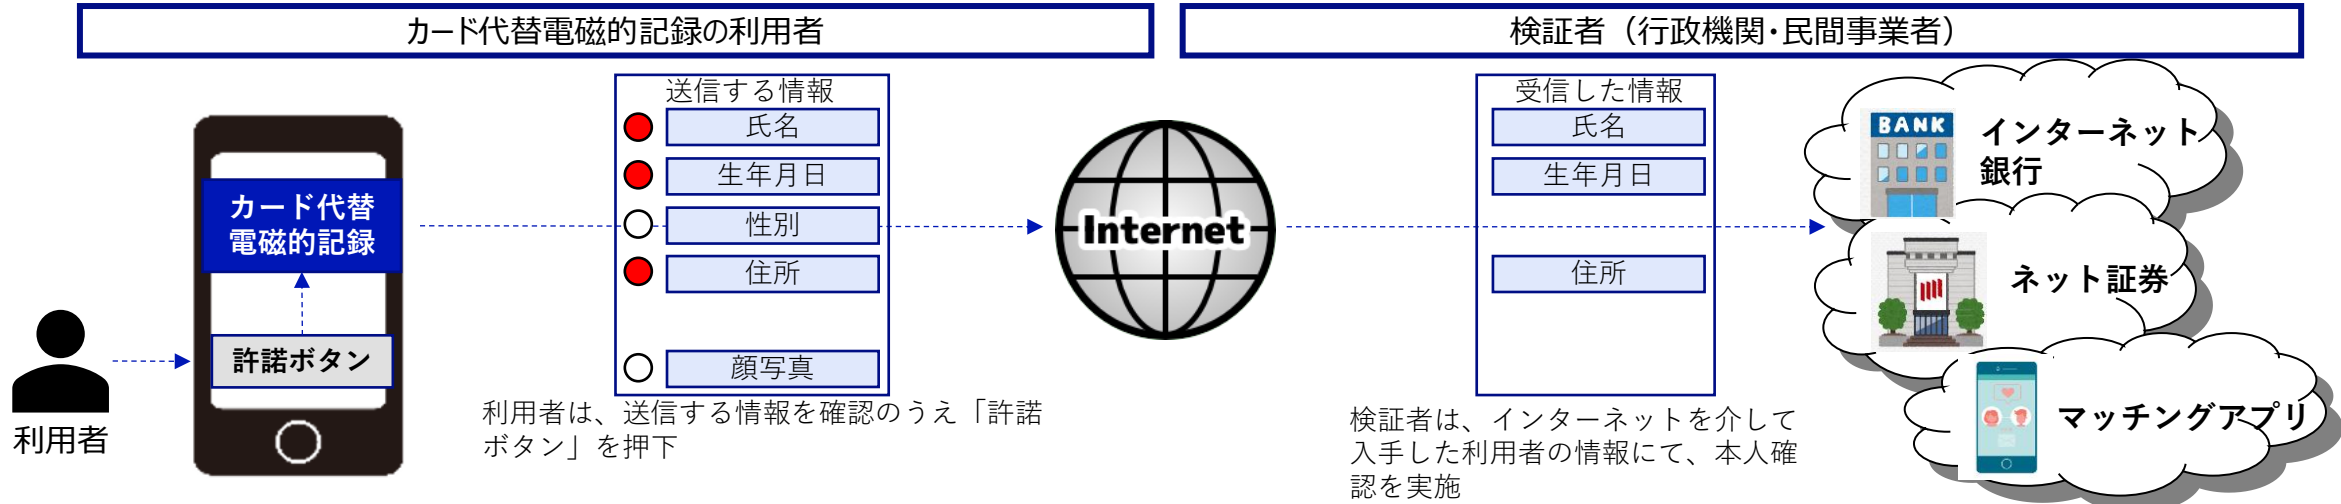 カード代替電磁的記録の利用者
検証者（行政機関・民間事業者）
利用者
カード代替
電磁的記録
許諾ボタン
送信する情報
氏名
生年月日
性別
住所
顔写真
利用者は、送信する情報を確認のうえ「許諾
ボタン」を押下
Internet
受信した情報
氏名
生年月日
住所
検証者は、インターネットを介して
入手した利用者の情報にて、本人確
認を実施
BANK
インターネット
銀行
ネット証券
マッチングアプリ